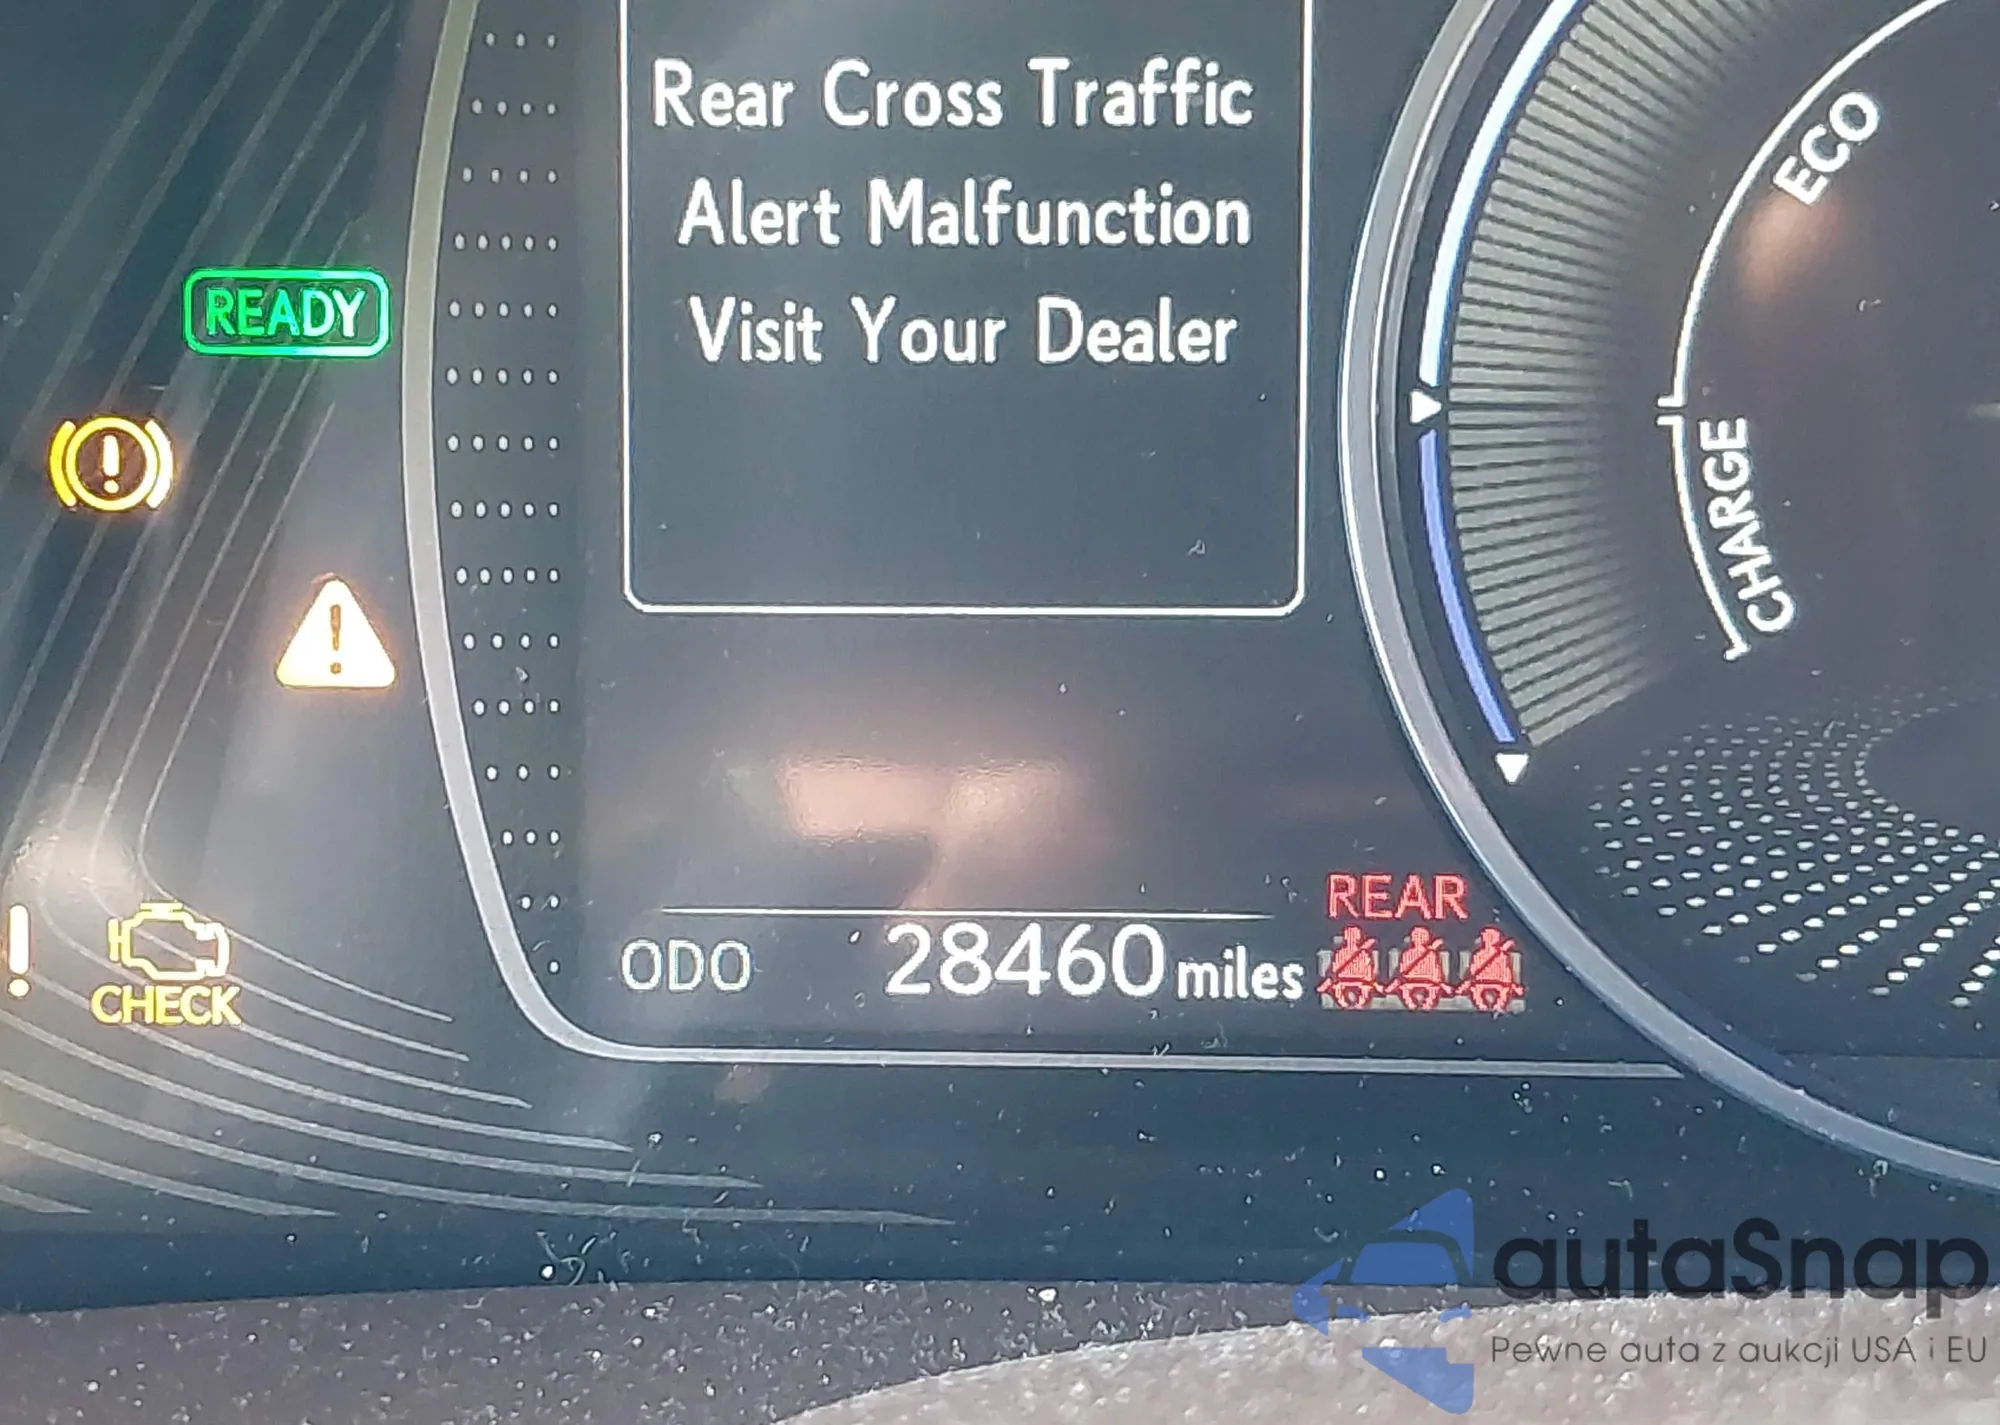 Rear Cross Traffic
Alert Malfunction
Visit Your Dealer
ECO
READY
CHARGE
REAR
ODO 28460 miles
CHECK
autaSnap
Pewne auta z aukcji USA i EU